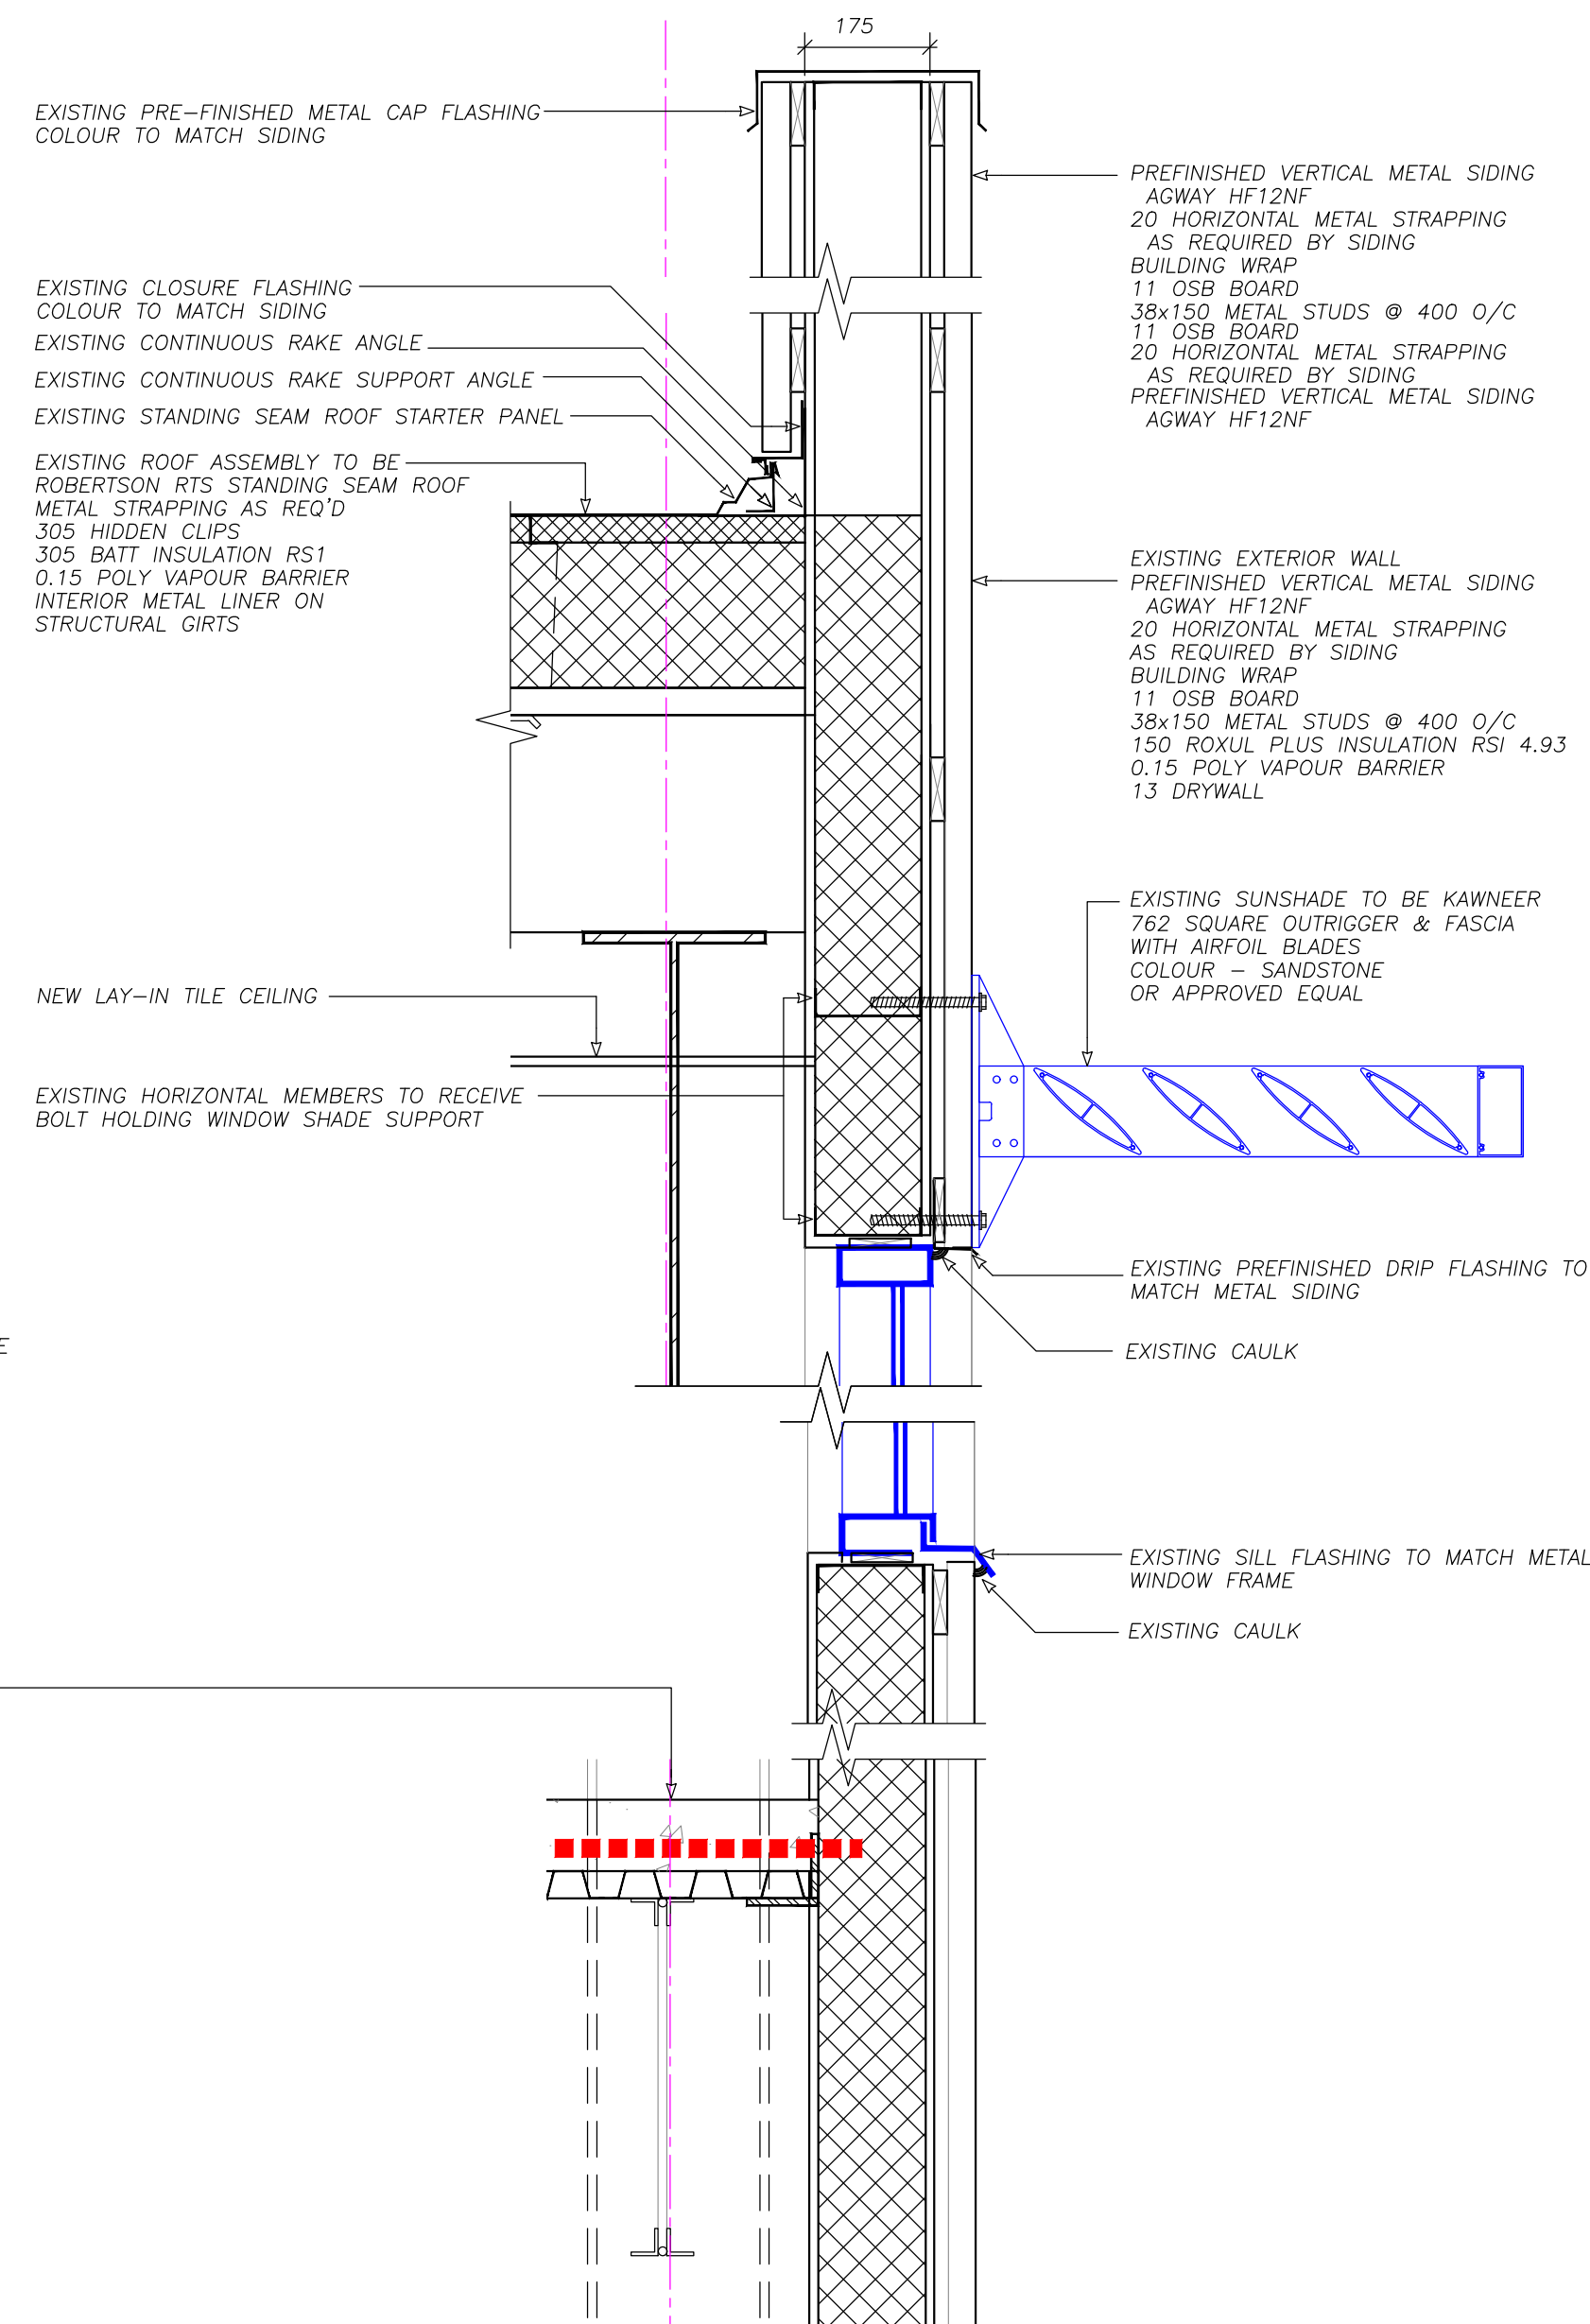 175
EXISTING PRE-FINISHED METAL CAP FLASHING
COLOUR TO MATCH SIDING
PREFINISHED VERTICAL METAL SIDING
AGWAY HF12NF
20 HORIZONTAL METAL STRAPPING
AS REQUIRED BY SIDING
BUILDING WRAP
11 OSB BOARD
38x150 METAL STUDS @ 400 O/C
11 OSB BOARD
20 HORIZONTAL METAL STRAPPING
AS REQUIRED BY SIDING
PREFINISHED VERTICAL METAL SIDING
AGWAY HF12NF
EXISTING CLOSURE FLASHING
COLOUR TO MATCH SIDING
EXISTING CONTINUOUS RAKE ANGLE
EXISTING CONTINUOUS RAKE SUPPORT ANGLE
EXISTING STANDING SEAM ROOF STARTER PANEL
EXISTING ROOF ASSEMBLY TO BE
ROBERTSON RTS STANDING SEAM ROOF
METAL STRAPPING AS REQ'D
305 HIDDEN CLIPS
305 BATT INSULATION RS1
0.15 POLY VAPOUR BARRIER
INTERIOR METAL LINER ON
STRUCTURAL GIRTS
EXISTING EXTERIOR WALL
PREFINISHED VERTICAL METAL SIDING
AGWAY HF12NF
20 HORIZONTAL METAL STRAPPING
AS REQUIRED BY SIDING
BUILDING WRAP
11 OSB BOARD
38x150 METAL STUDS @ 400 O/C
150 ROXUL PLUS INSULATION RSI 4.93
0.15 POLY VAPOUR BARRIER
13 DRYWALL
EXISTING SUNSHADE TO BE KAWNEER
762 SQUARE OUTRIGGER & FASCIA
WITH AIRFOIL BLADES
COLOUR - SANDSTONE
OR APPROVED EQUAL
NEW LAY-IN TILE CEILING
EXISTING HORIZONTAL MEMBERS TO RECEIVE
BOLT HOLDING WINDOW SHADE SUPPORT
EXISTING PREFINISHED DRIP FLASHING TO
MATCH METAL SIDING
E
EXISTING CAULK
EXISTING SILL FLASHING TO MATCH METAL
WINDOW FRAME
EXISTING CAULK